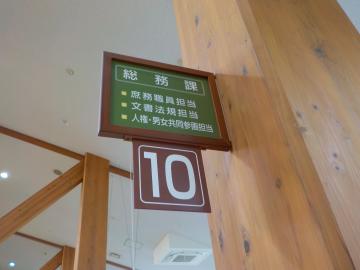 総務課
庶務職員担当
文書法規担当
人権・男女共同参画担当
10